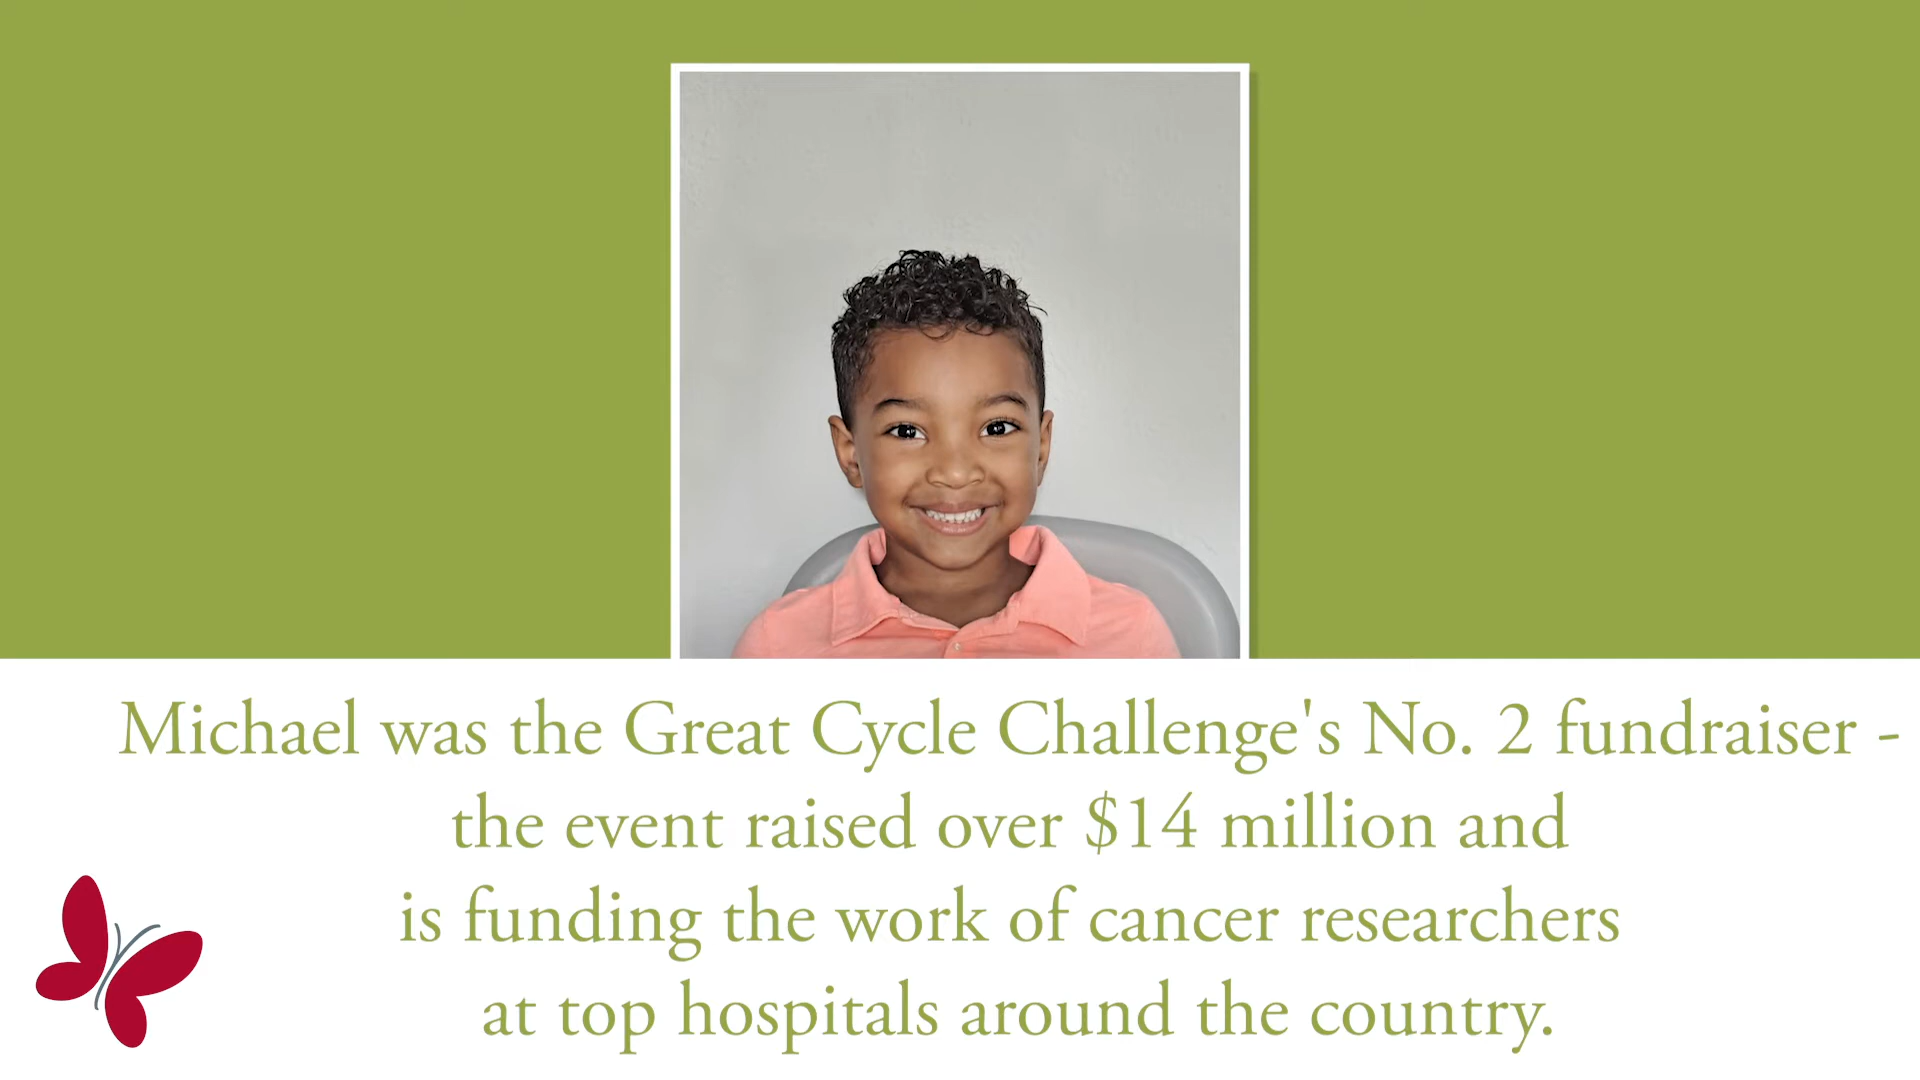 Michael was the Great Cycle Challenge's No. 2 fundraiser -
the event raised over $14 million and
is funding the work of cancer researchers
at top hospitals around the country.